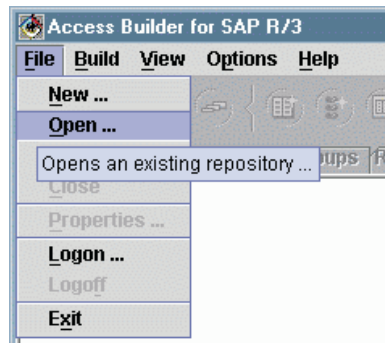 Access Builder for SAP R/3
File Build View Options Help
New ...
Open ...
Opens an existing repository ...
Close
Properties ...
Logon ...
Logoff
Exit